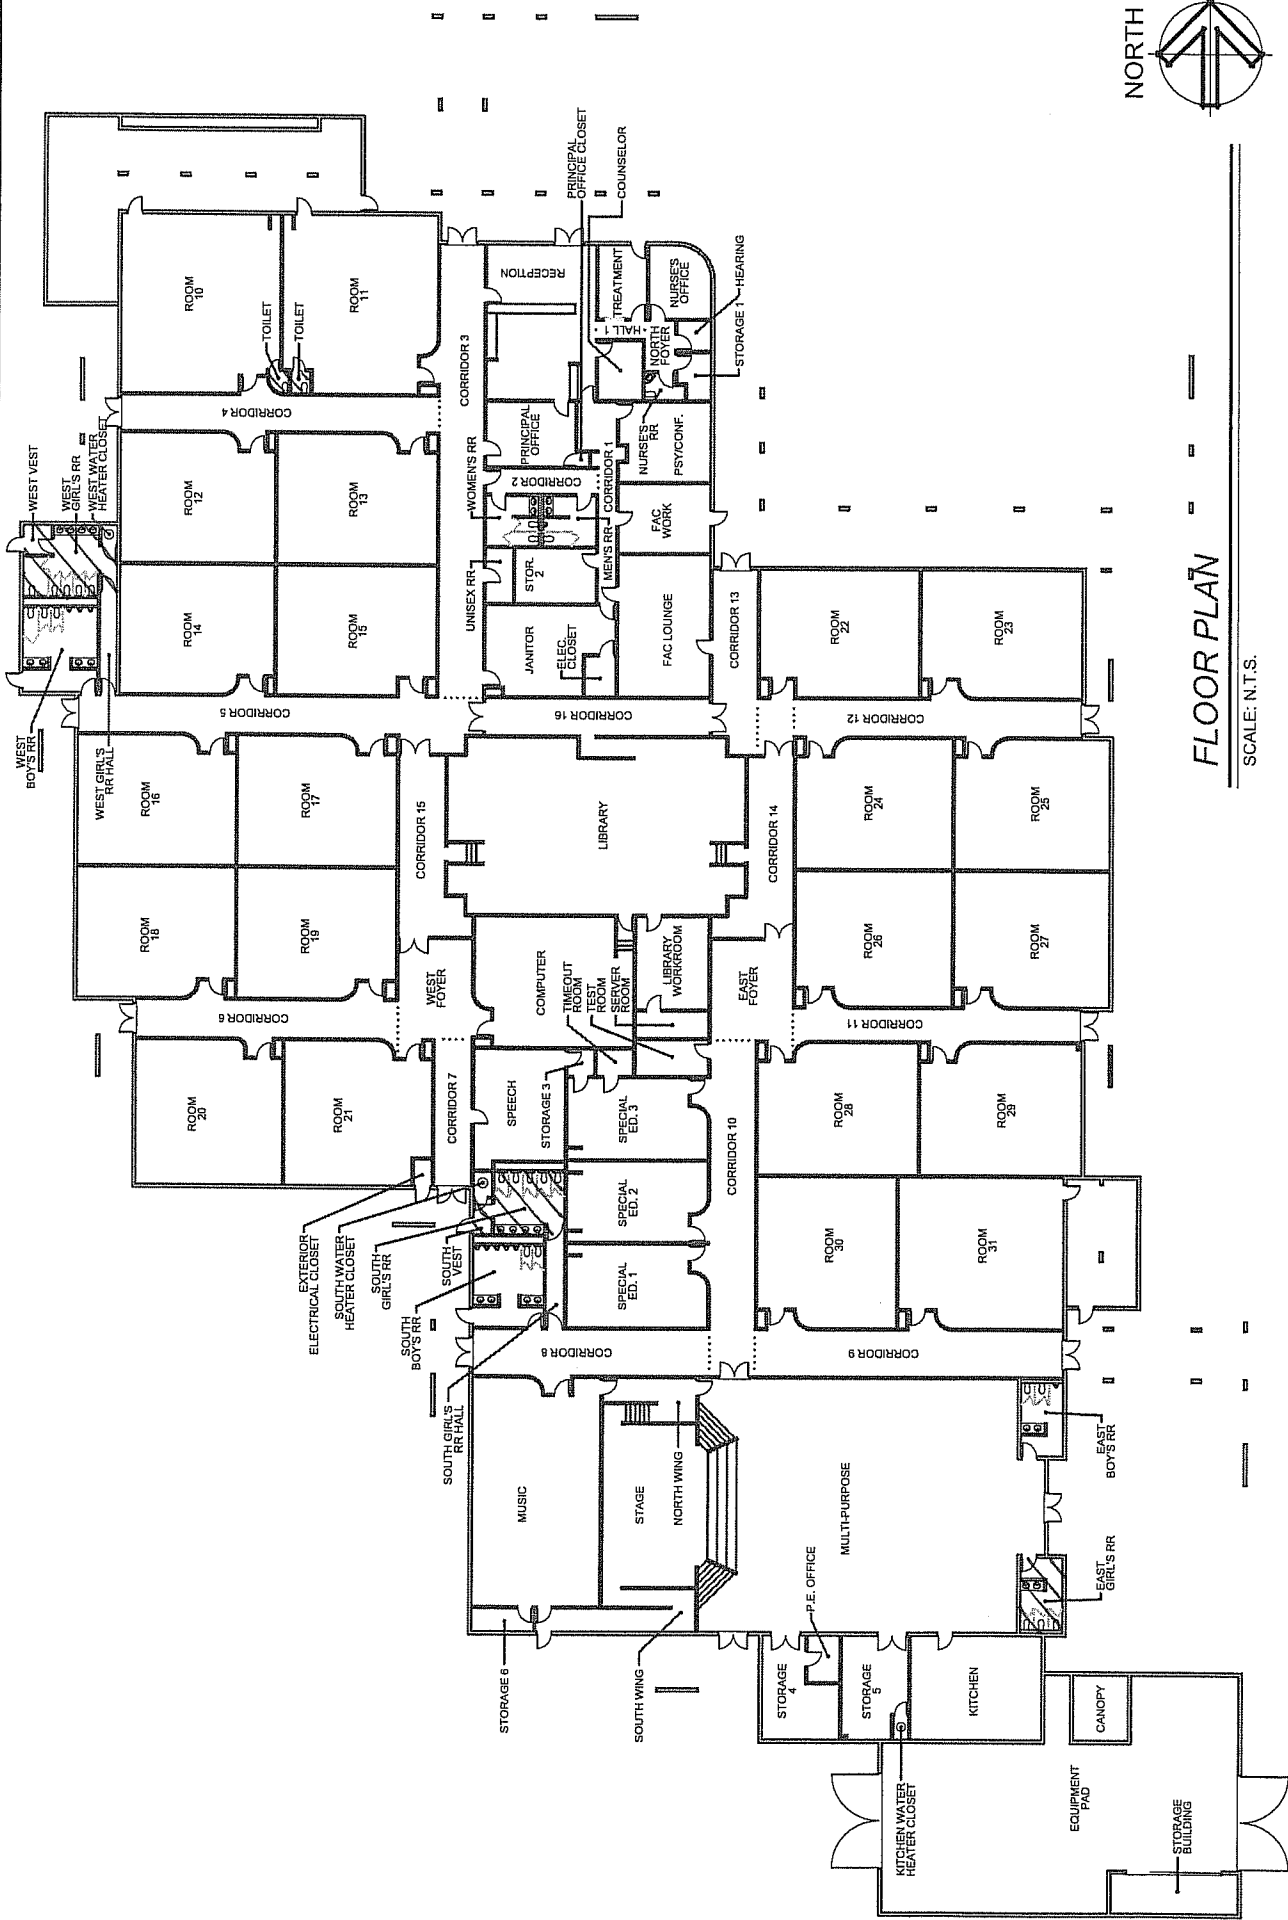 NORTH
ROOM
10
TOILET
TOILET
ROOM
11
CORRIDOR 4
CORRIDOR 3
RECEPTION
PRINCIPAL
OFFICE CLOSET
COUNSELOR
TREATMENT
NURSE'S
OFFICE
HALL 1
NORTH
FOYER
HEARING
STORAGE 1
NURSE'S
RR
PSY/CONF.
PRINCIPAL
OFFICE
WOMEN'S RR
CORRIDOR 2
CORRIDOR 1
MEN'S RR
FAC
WORK
UNISEX RR
STOR.
2
JANITOR
ELEC.
CLOSET
FAC LOUNGE
WEST VEST
WEST
GIRL'S RR
WEST WATER
HEATER CLOSET
WEST
BOY'S RR
WEST GIRL'S
RR HALL
ROOM
12
ROOM
13
ROOM
14
ROOM
15
CORRIDOR 5
CORRIDOR 16
CORRIDOR 13
ROOM
22
ROOM
23
CORRIDOR 12
ROOM
16
ROOM
17
CORRIDOR 15
LIBRARY
CORRIDOR 14
ROOM
24
ROOM
25
ROOM
18
ROOM
19
WEST
FOYER
COMPUTER
TIMEOUT
ROOM
TEST
ROOM
SERVER
ROOM
LIBRARY
WORKROOM
EAST
FOYER
ROOM
26
ROOM
27
CORRIDOR 6
CORRIDOR 11
ROOM
20
ROOM
21
CORRIDOR 7
SPEECH
STORAGE 3
SPECIAL
ED. 3
SPECIAL
ED. 2
SPECIAL
ED. 1
CORRIDOR 10
ROOM
28
ROOM
29
ROOM
30
ROOM
31
EXTERIOR
ELECTRICAL CLOSET
SOUTH WATER
HEATER CLOSET
SOUTH
GIRL'S RR
SOUTH
VEST
SOUTH
BOY'S RR
SOUTH GIRL'S
RR HALL
CORRIDOR 8
CORRIDOR 9
MUSIC
STAGE
NORTH WING
MULTI-PURPOSE
EAST
BOY'S RR
EAST
GIRL'S RR
P.E. OFFICE
STORAGE 6
SOUTH WING
STORAGE
4
STORAGE
5
KITCHEN
CANOPY
KITCHEN WATER
HEATER CLOSET
EQUIPMENT
PAD
STORAGE
BUILDING
FLOOR PLAN
SCALE: N.T.S.